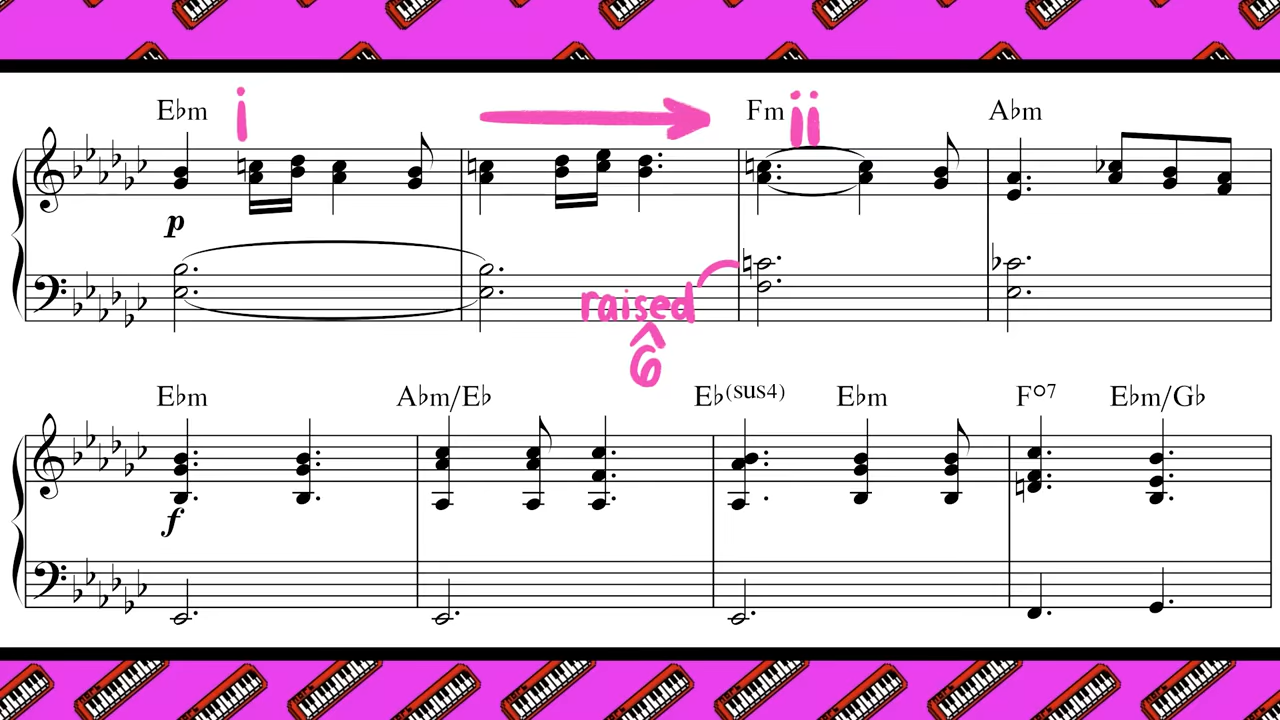 E♭m i Fm ii A♭m
p
raised
6
E♭m A♭m/E♭ E♭(sus4) E♭m F°7 E♭m/G♭
f